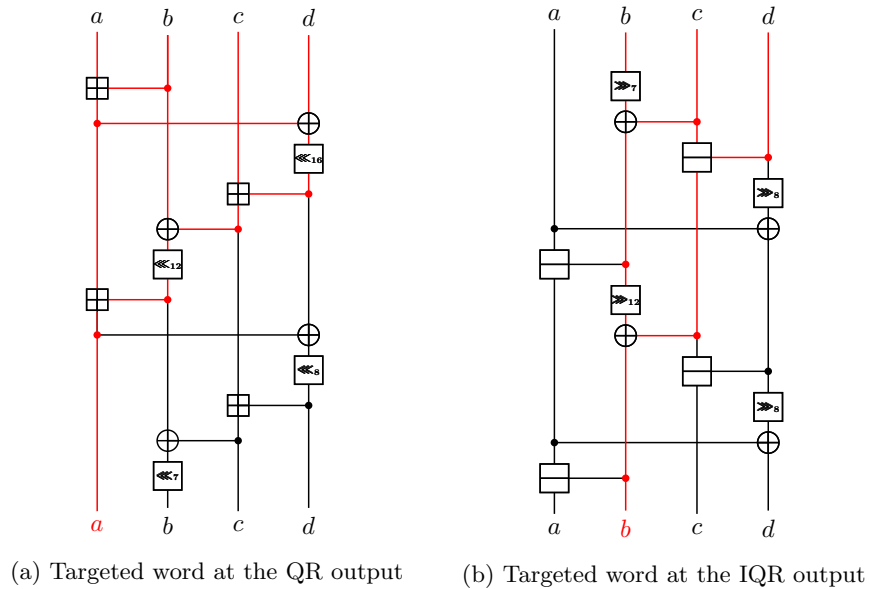 a b c d
a b c d
⋙7
⋘16
⋙8
⋘12
⋙12
⋘8
⋙8
⋘7
a b c d
a b c d
(a) Targeted word at the QR output
(b) Targeted word at the IQR output